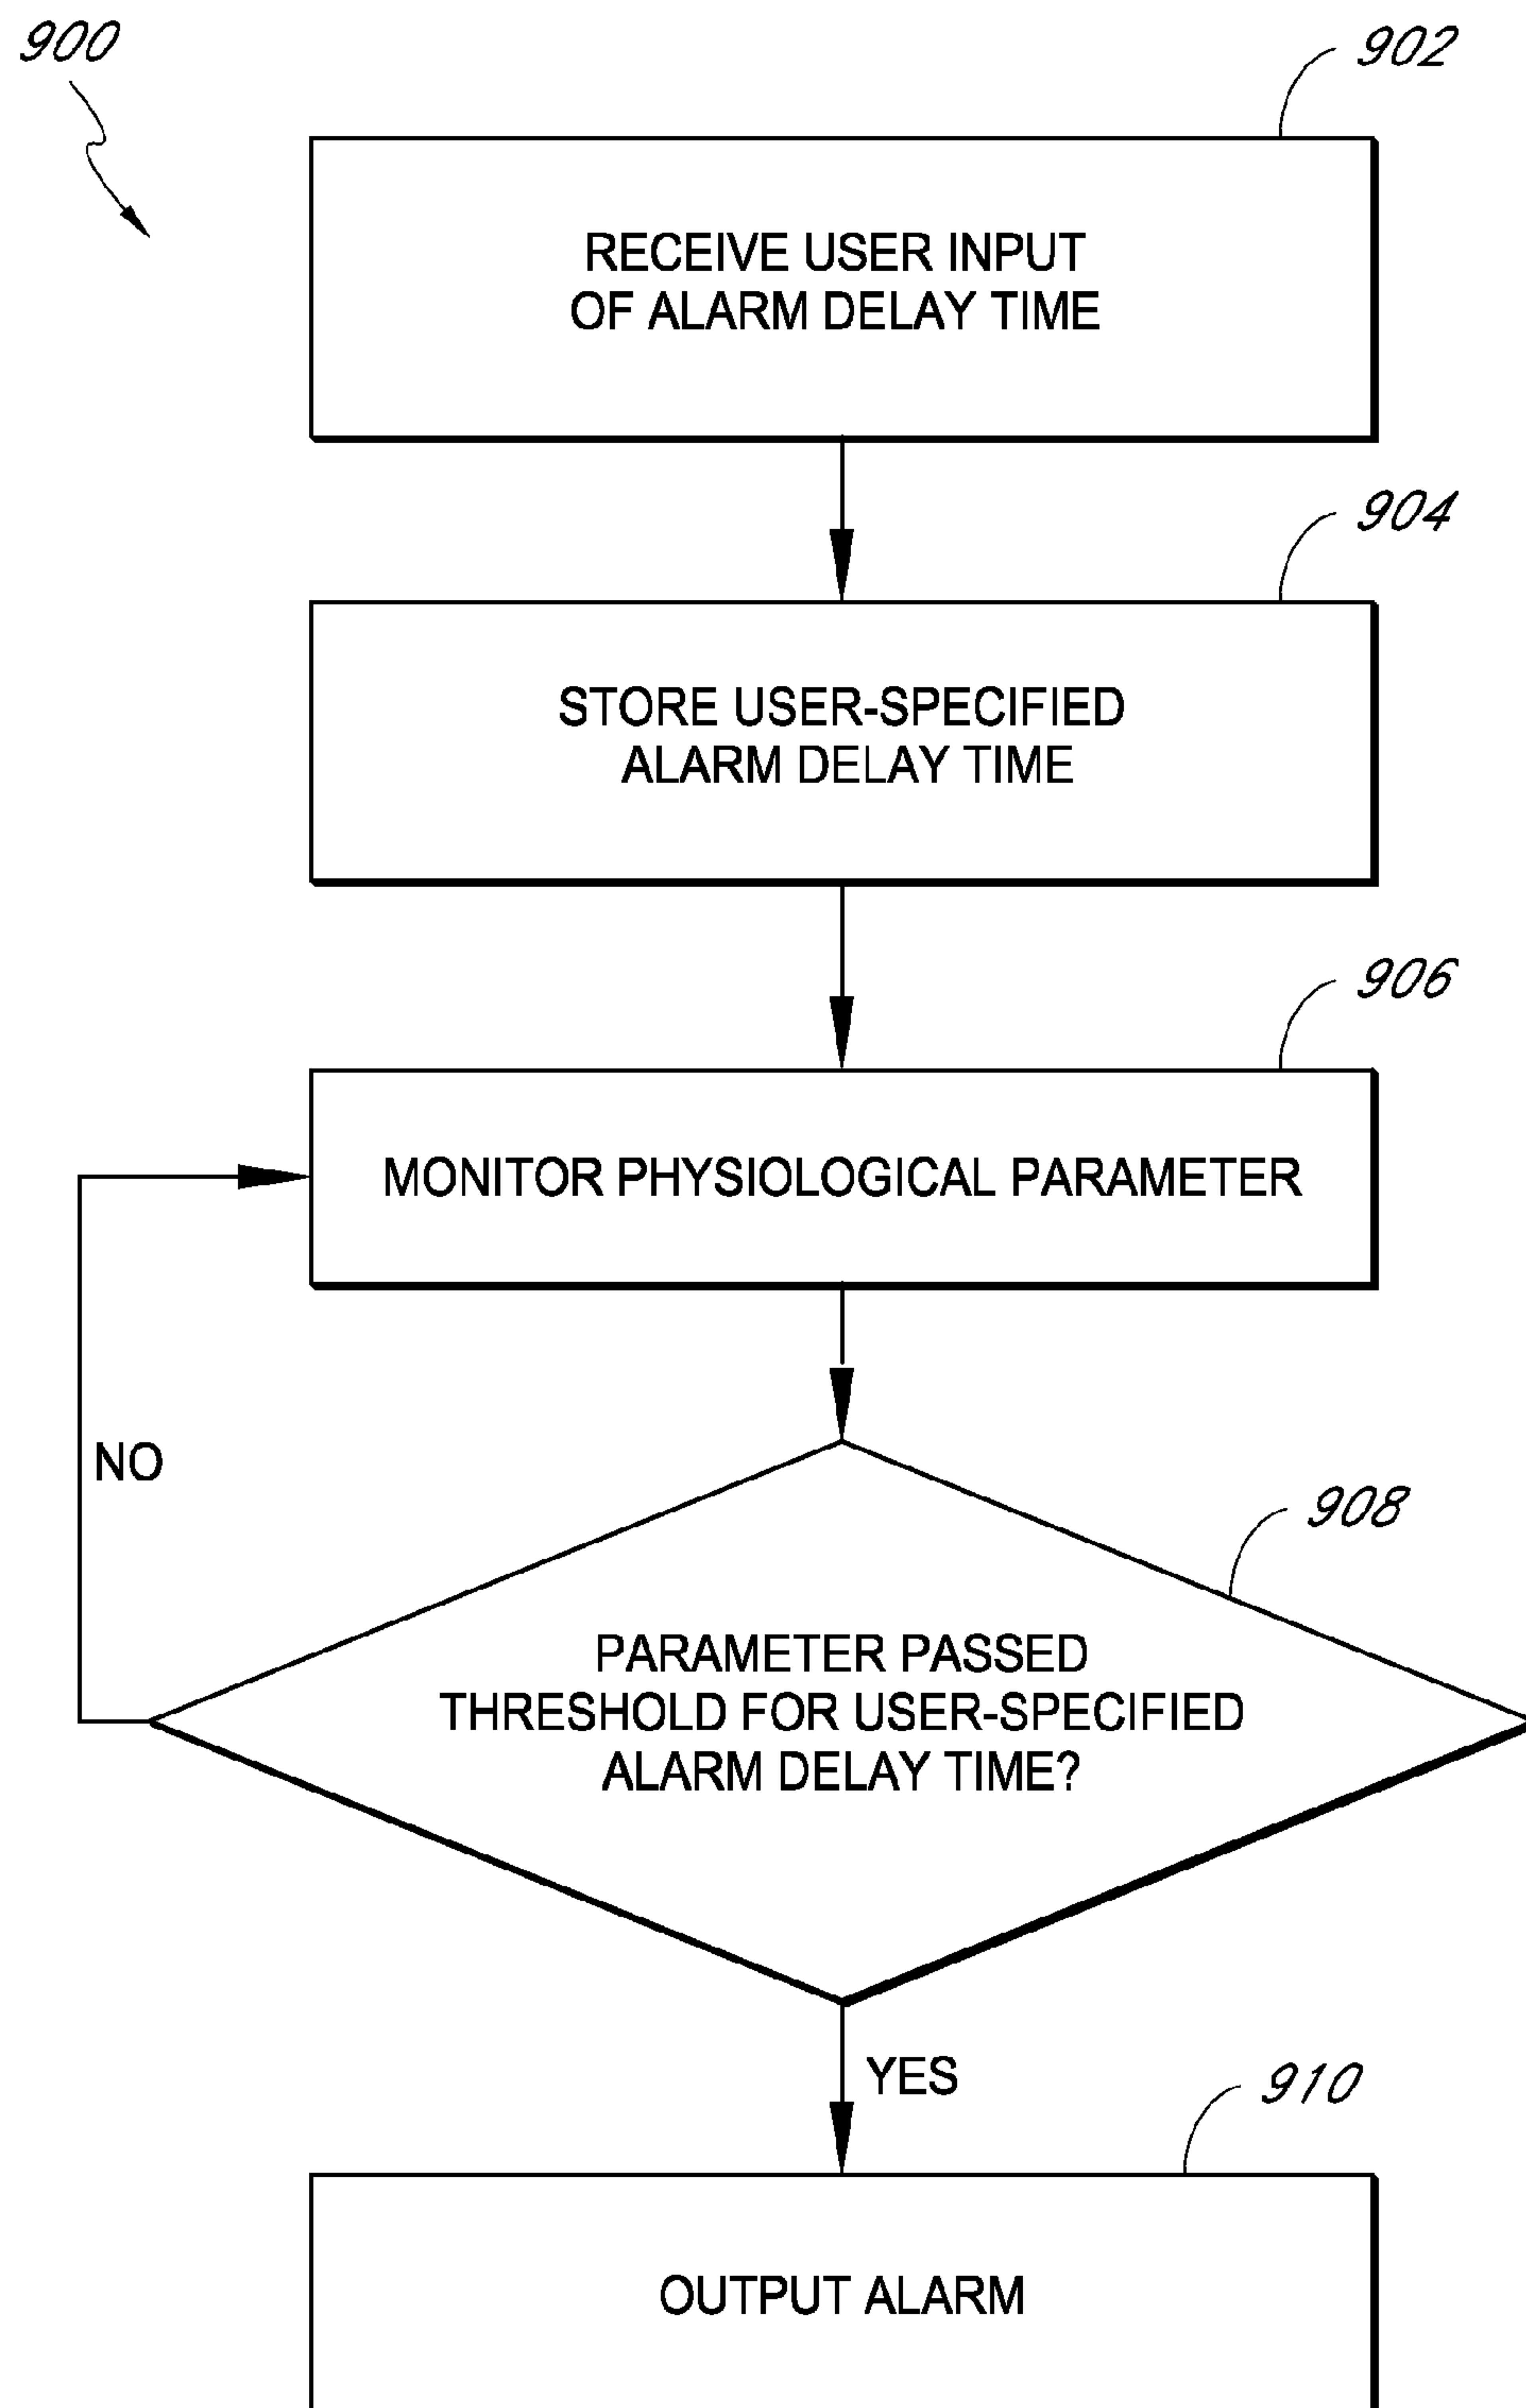 900
902
RECEIVE USER INPUT
OF ALARM DELAY TIME
904
STORE USER-SPECIFIED
ALARM DELAY TIME
906
MONITOR PHYSIOLOGICAL PARAMETER
NO
908
PARAMETER PASSED
THRESHOLD FOR USER-SPECIFIED
ALARM DELAY TIME?
YES
910
OUTPUT ALARM